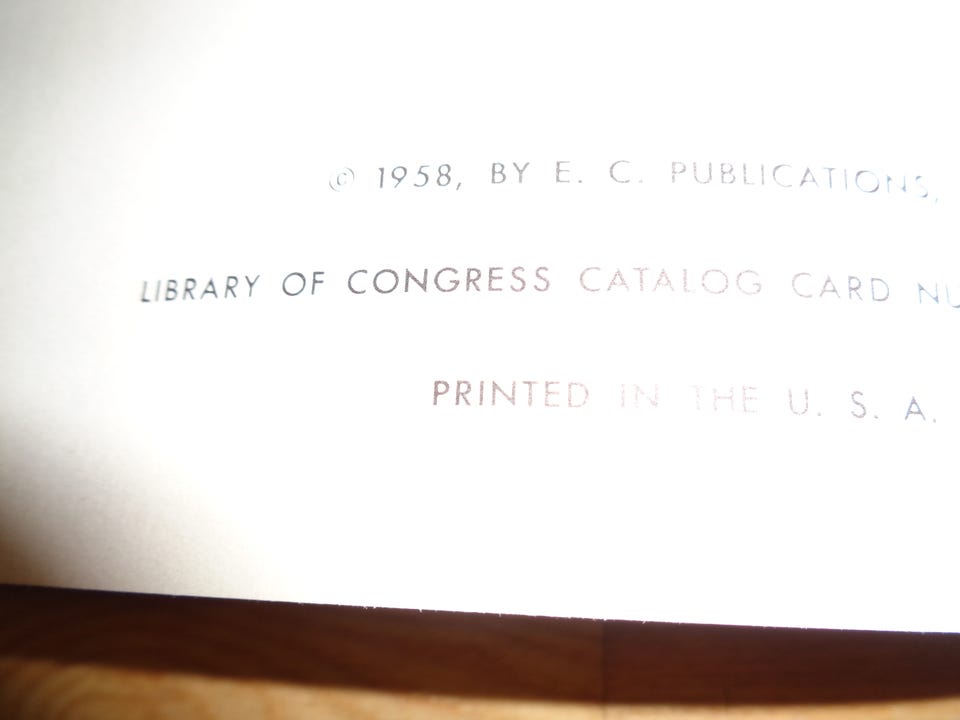 © 1958, BY E. C. PUBLICATIONS,
LIBRARY OF CONGRESS CATALOG CARD
PRINTED IN THE U. S. A.